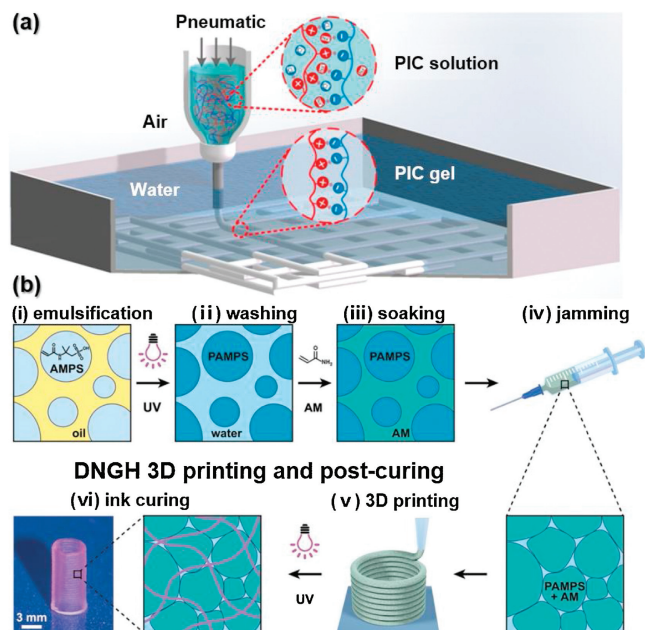 (a)
Pneumatic
PIC solution
Air
Water
PIC gel
(b)
(i) emulsification
(ii) washing
(iii) soaking
(iv) jamming
AMPS
oil
UV
PAMPS
water
AM
PAMPS
AM
DNGH 3D printing and post-curing
(vi) ink curing
(v) 3D printing
3 mm
UV
PAMPS
+ AM